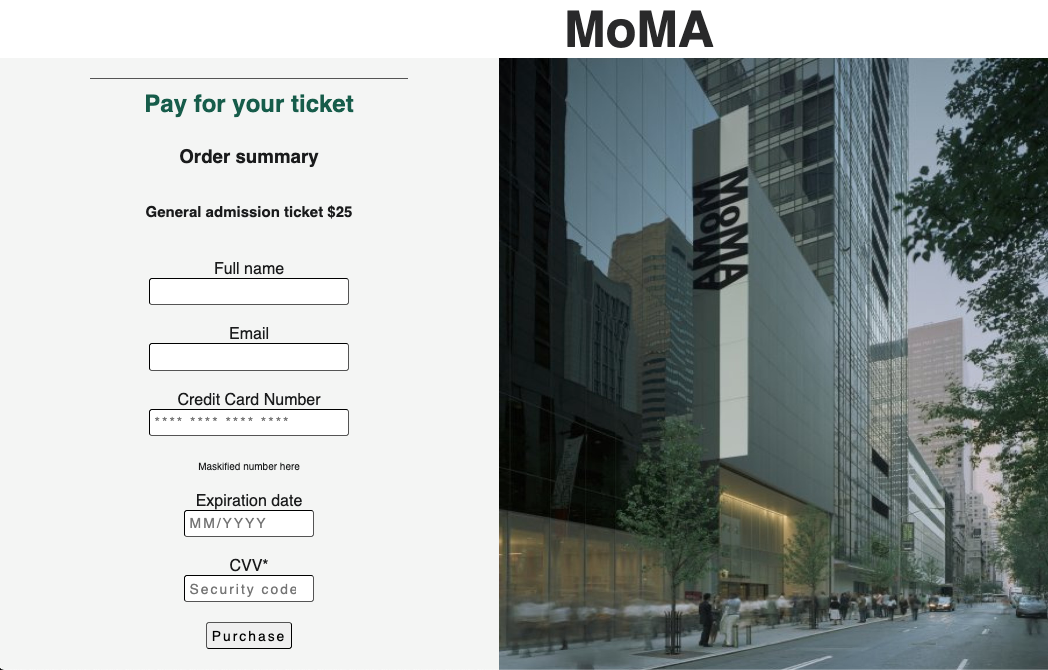 MoMA
Pay for your ticket
Order summary
General admission ticket $25
Full name
Email
Credit Card Number
**** **** **** ****
Maskified number here
Expiration date
MM/YYYY
CVV*
Security code
Purchase
MoMA
MoMA